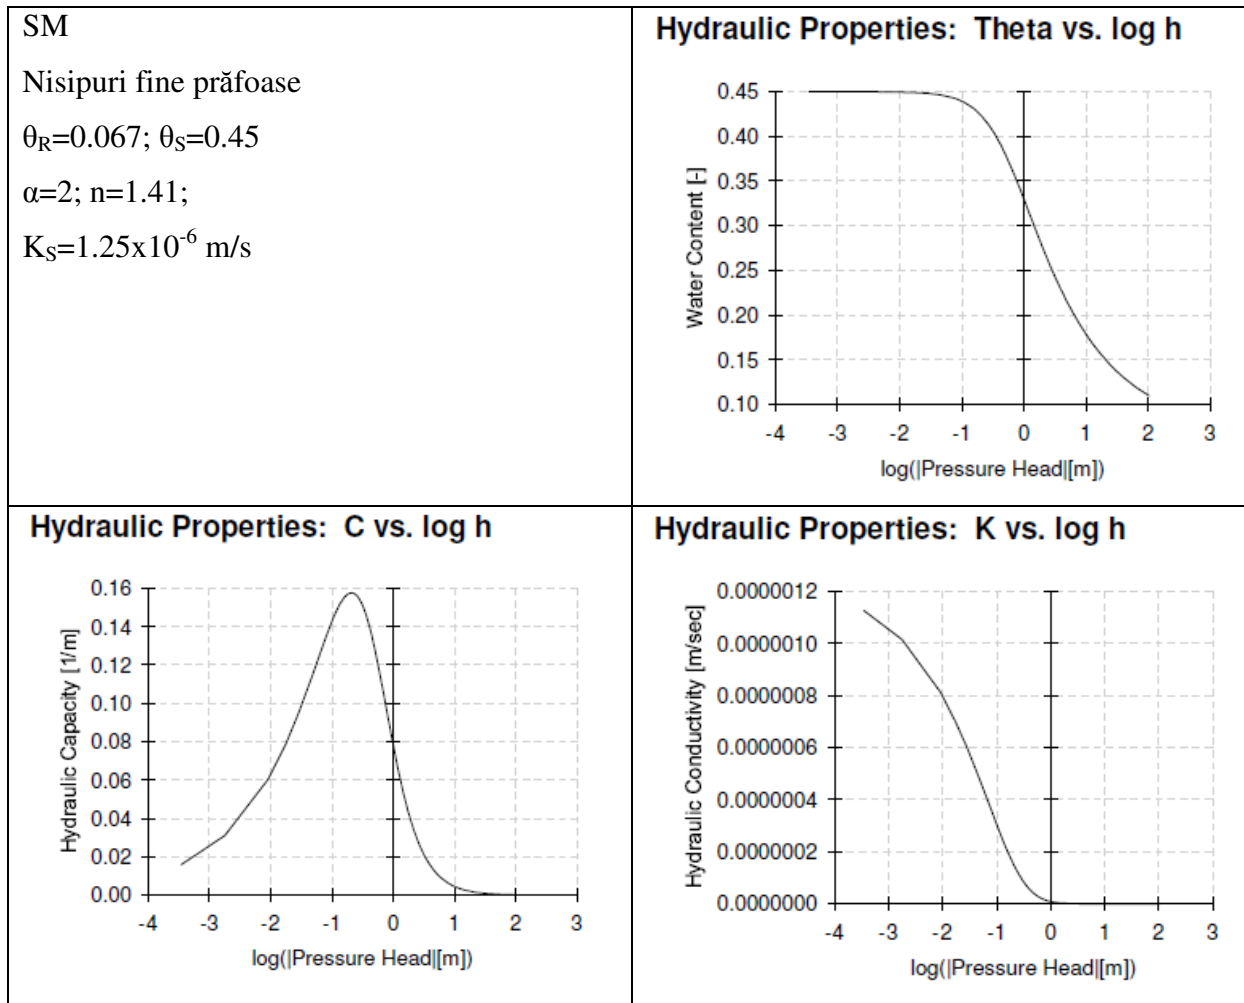 SM
Nisipuri fine prăfoase
θR=0.067; θS=0.45
α=2; n=1.41;
KS=1.25x10-6 m/s
Hydraulic Properties: Theta vs. log h
Water Content [-]
0.45
0.40
0.35
0.30
0.25
0.20
0.15
0.10
-4 -3 -2 -1 0 1 2 3
log(|Pressure Head|[m])
Hydraulic Properties: C vs. log h
Hydraulic Capacity [1/m]
0.16
0.14
0.12
0.10
0.08
0.06
0.04
0.02
0.00
-4 -3 -2 -1 0 1 2 3
log(|Pressure Head|[m])
Hydraulic Properties: K vs. log h
Hydraulic Conductivity [m/sec]
0.0000012
0.0000010
0.0000008
0.0000006
0.0000004
0.0000002
0.0000000
-4 -3 -2 -1 0 1 2 3
log(|Pressure Head|[m])